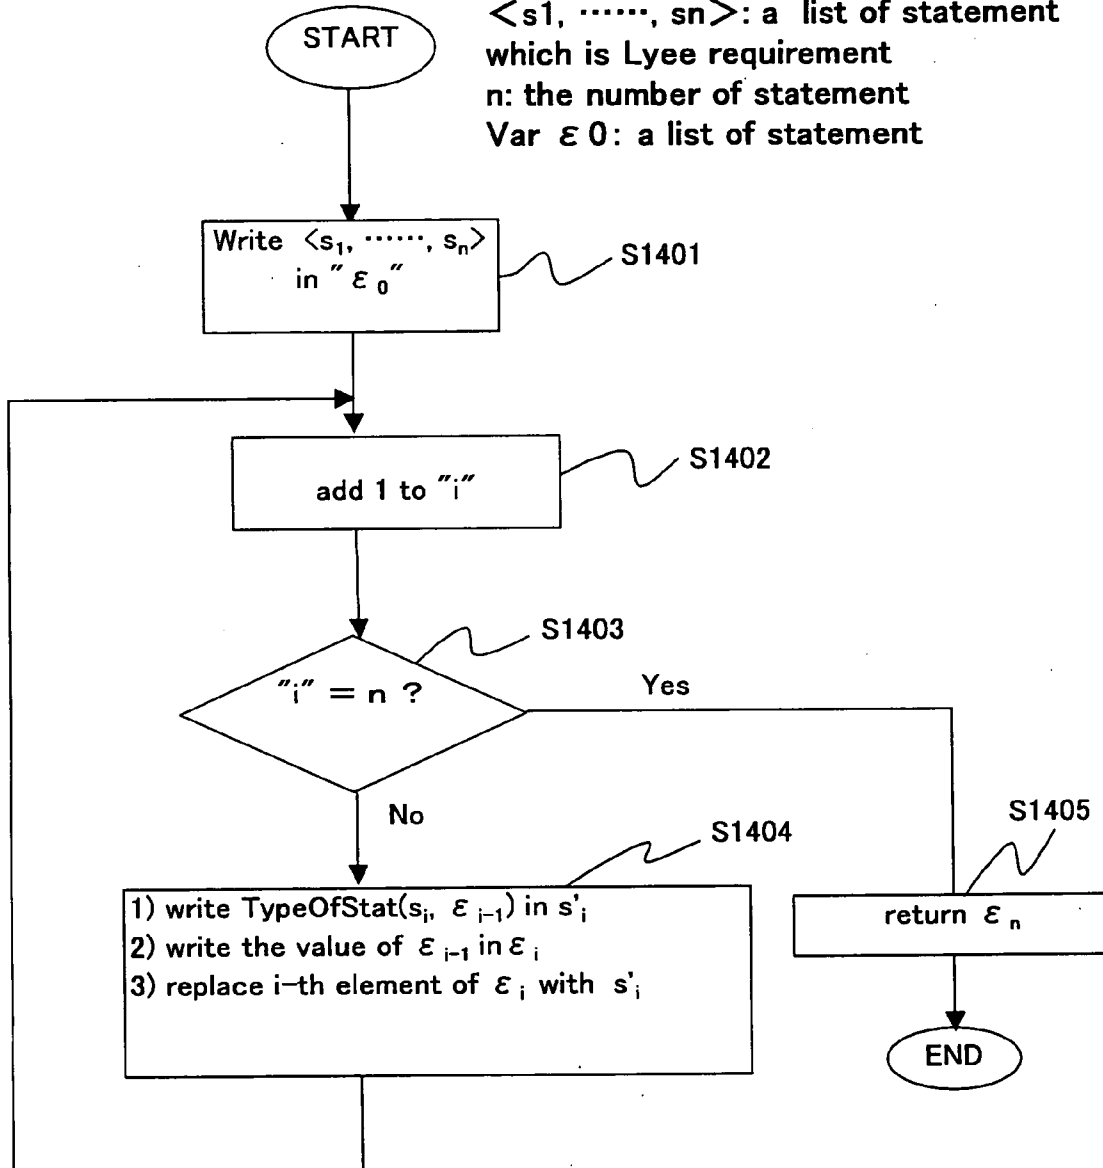 <s1, ……, sn>: a list of statement
which is Lyee requirement
n: the number of statement
Var ε0: a list of statement
START
Write <s₁, ……, sₙ>
in "ε₀"
S1401
add 1 to "i"
S1402
S1403
"i" = n ?
Yes
No
S1404
S1405
1) write TypeOfStat(sᵢ, εᵢ₋₁) in s'ᵢ
2) write the value of εᵢ₋₁ in εᵢ
3) replace i-th element of εᵢ with s'ᵢ
return εₙ
END